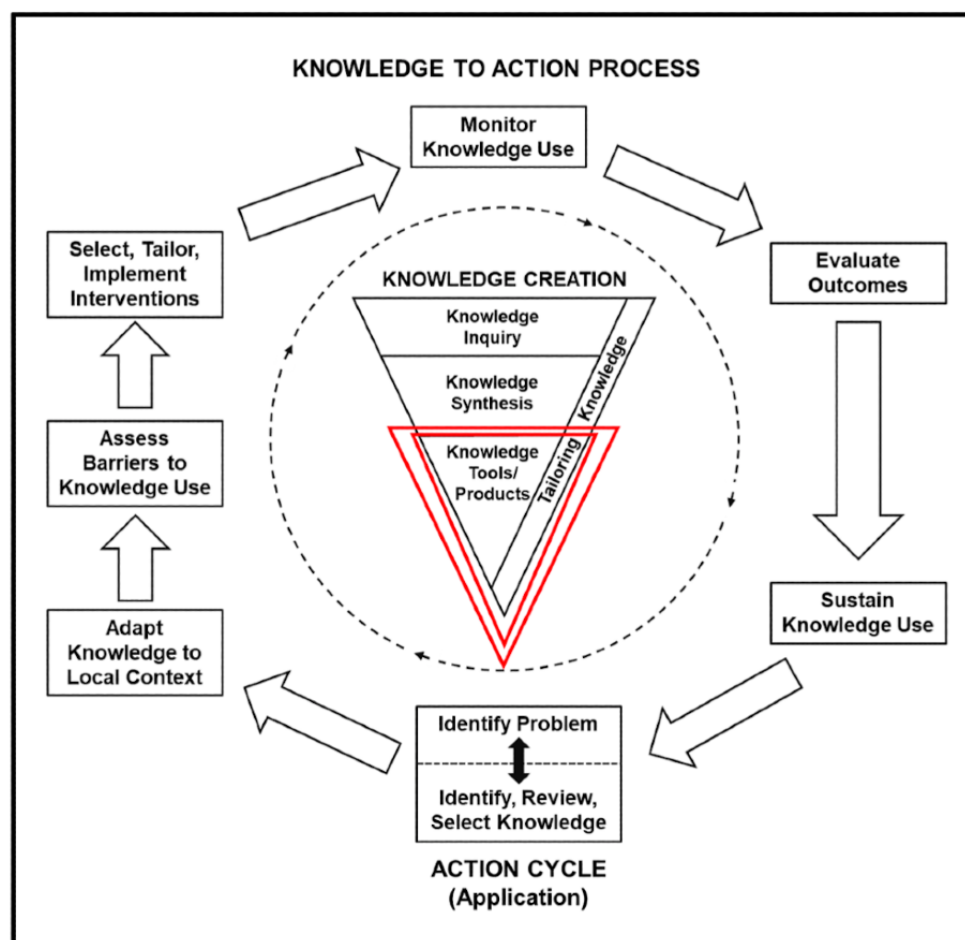 KNOWLEDGE TO ACTION PROCESS
Monitor
Knowledge Use
Select, Tailor,
Implement
Interventions
Evaluate
Outcomes
KNOWLEDGE CREATION
Knowledge
Inquiry
Knowledge
Synthesis
Knowledge
Tools/
Products
Tailoring Knowledge
Assess
Barriers to
Knowledge Use
Adapt
Knowledge to
Local Context
Sustain
Knowledge Use
Identify Problem
Identify, Review,
Select Knowledge
ACTION CYCLE
(Application)